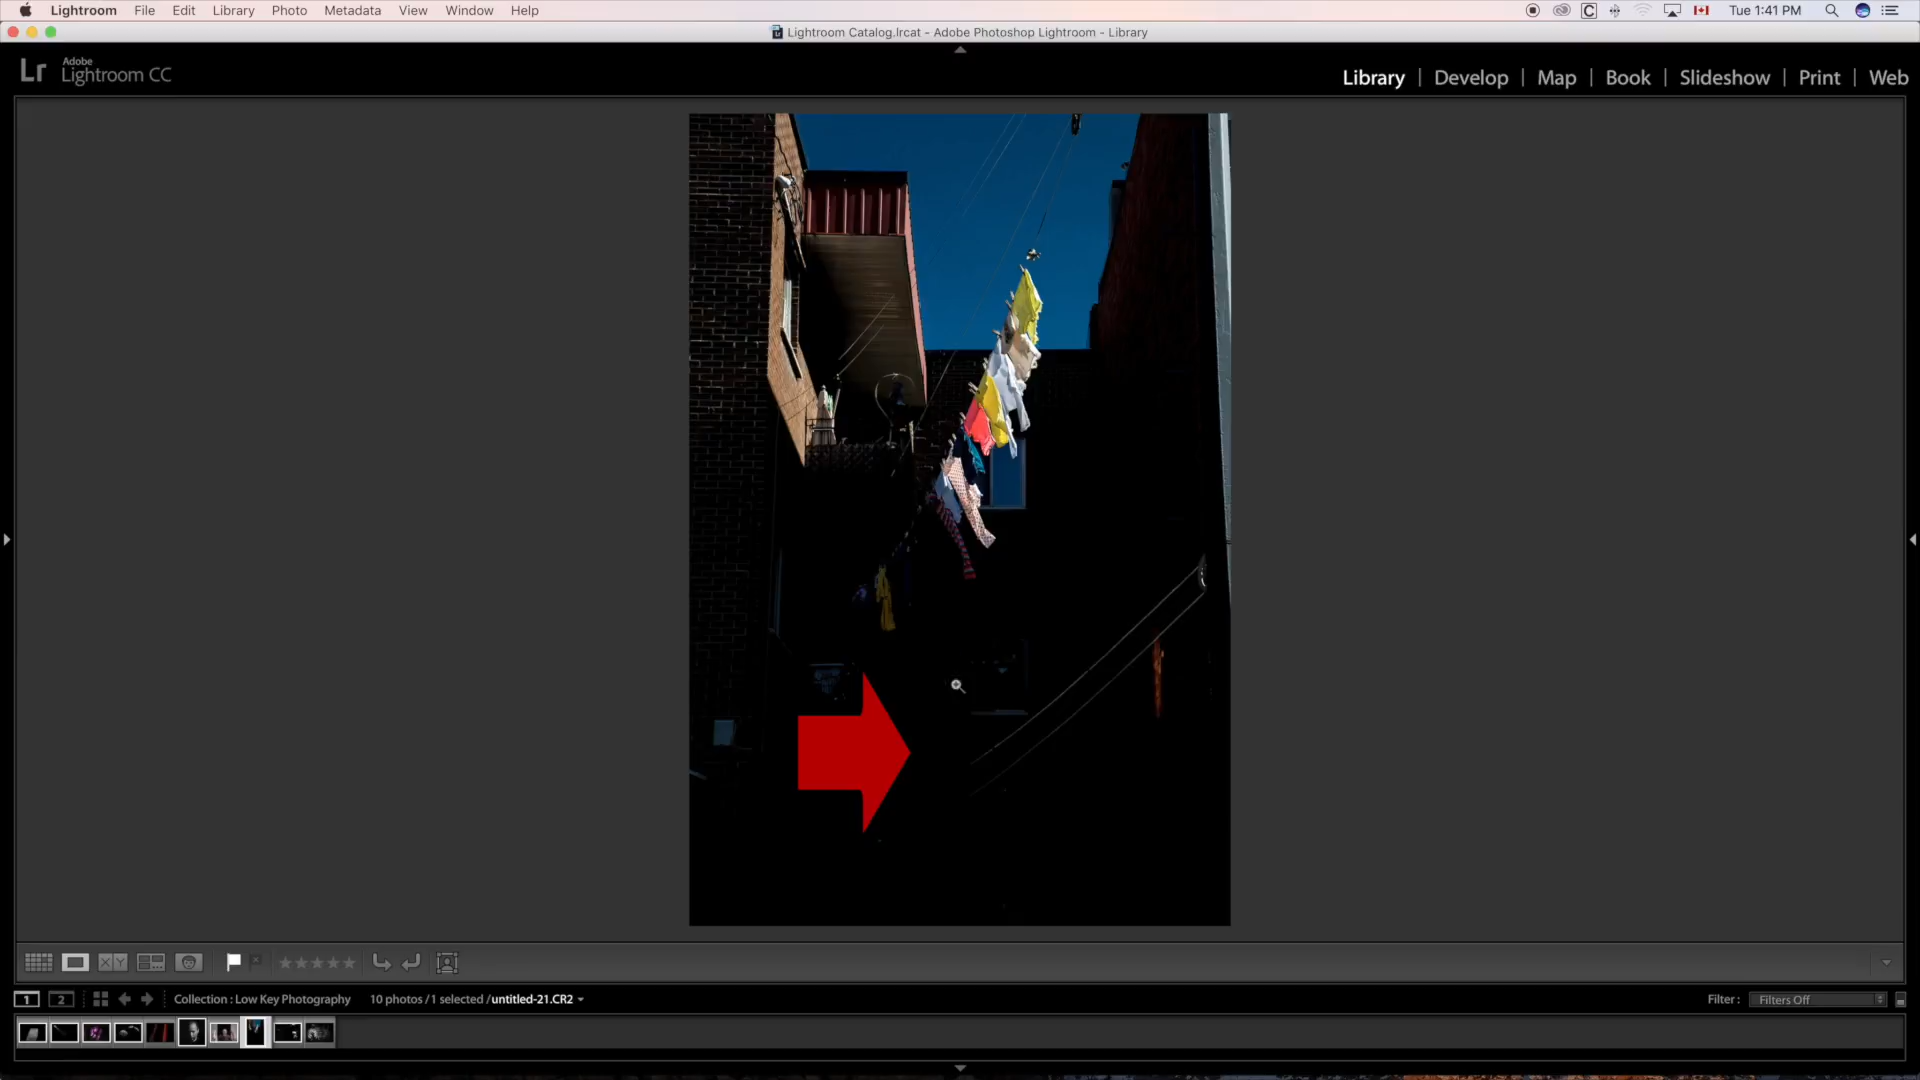 Lightroom File Edit Library Photo Metadata View Window Help Tue 1:41 PM
Lightroom Catalog.lrcat - Adobe Photoshop Lightroom - Library
Lr Adobe Lightroom CC
Library | Develop | Map | Book | Slideshow | Print | Web
X Y
1 2 Collection : Low Key Photography 10 photos / 1 selected / untitled-21.CR2 Filter : Filters Off